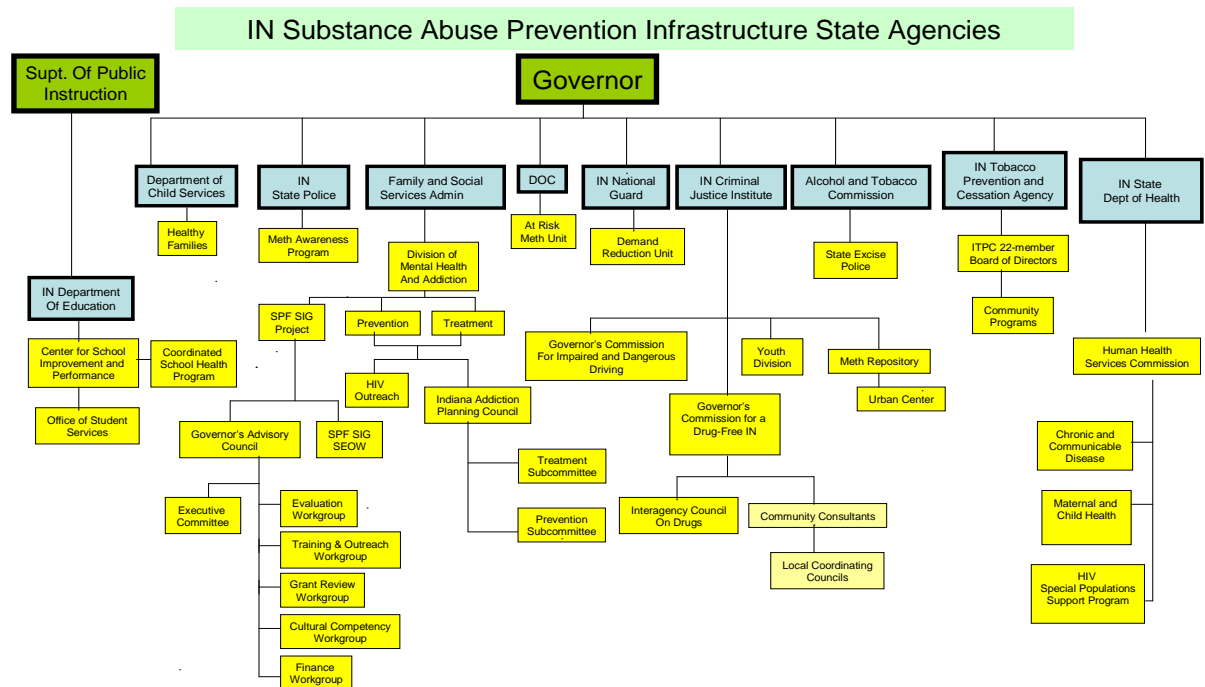 IN Substance Abuse Prevention Infrastructure State Agencies
Supt. Of Public
Instruction
Governor
Department of
Child Services
IN
State Police
Family and Social
Services Admin
DOC
IN National
Guard
IN Criminal
Justice Institute
Alcohol and Tobacco
Commission
IN Tobacco
Prevention and
Cessation Agency
IN State
Dept of Health
Healthy
Families
Meth Awareness
Program
Division of
Mental Health
And Addiction
At Risk
Meth Unit
Demand
Reduction Unit
State Excise
Police
ITPC 22-member
Board of Directors
Community
Programs
IN Department
Of Education
SPF SIG
Project
Prevention
Treatment
Governor's Commission
For Impaired and Dangerous
Driving
Youth
Division
Meth Repository
Urban Center
Human Health
Services Commission
Center for School
Improvement and
Performance
Coordinated
School Health
Program
HIV
Outreach
Indiana Addiction
Planning Council
Governor's
Commission for a
Drug-Free IN
Office of Student
Services
Governor's Advisory
Council
SPF SIG
SEOW
Chronic and
Communicable
Disease
Treatment
Subcommittee
Executive
Committee
Evaluation
Workgroup
Prevention
Subcommittee
Interagency Council
On Drugs
Community Consultants
Maternal and
Child Health
Training & Outreach
Workgroup
Local Coordinating
Councils
Grant Review
Workgroup
HIV
Special Populations
Support Program
Cultural Competency
Workgroup
Finance
Workgroup